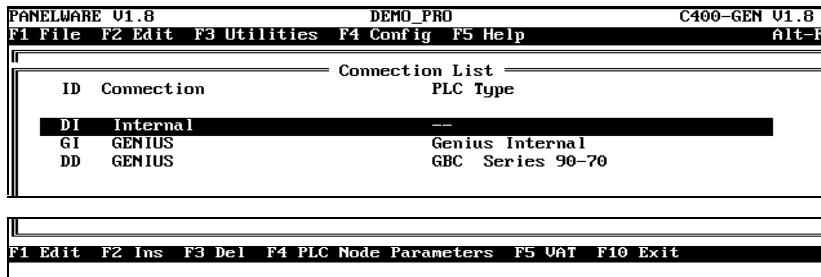 PANELWARE V1.8 DEMO_PRO C400-GEN V1.8
F1 File F2 Edit F3 Utilities F4 Config F5 Help Alt-F
Connection List
ID Connection PLC Type
DI Internal --
GI GENIUS Genius Internal
DD GENIUS GBC Series 90-70
F1 Edit F2 Ins F3 Del F4 PLC Node Parameters F5 VAT F10 Exit